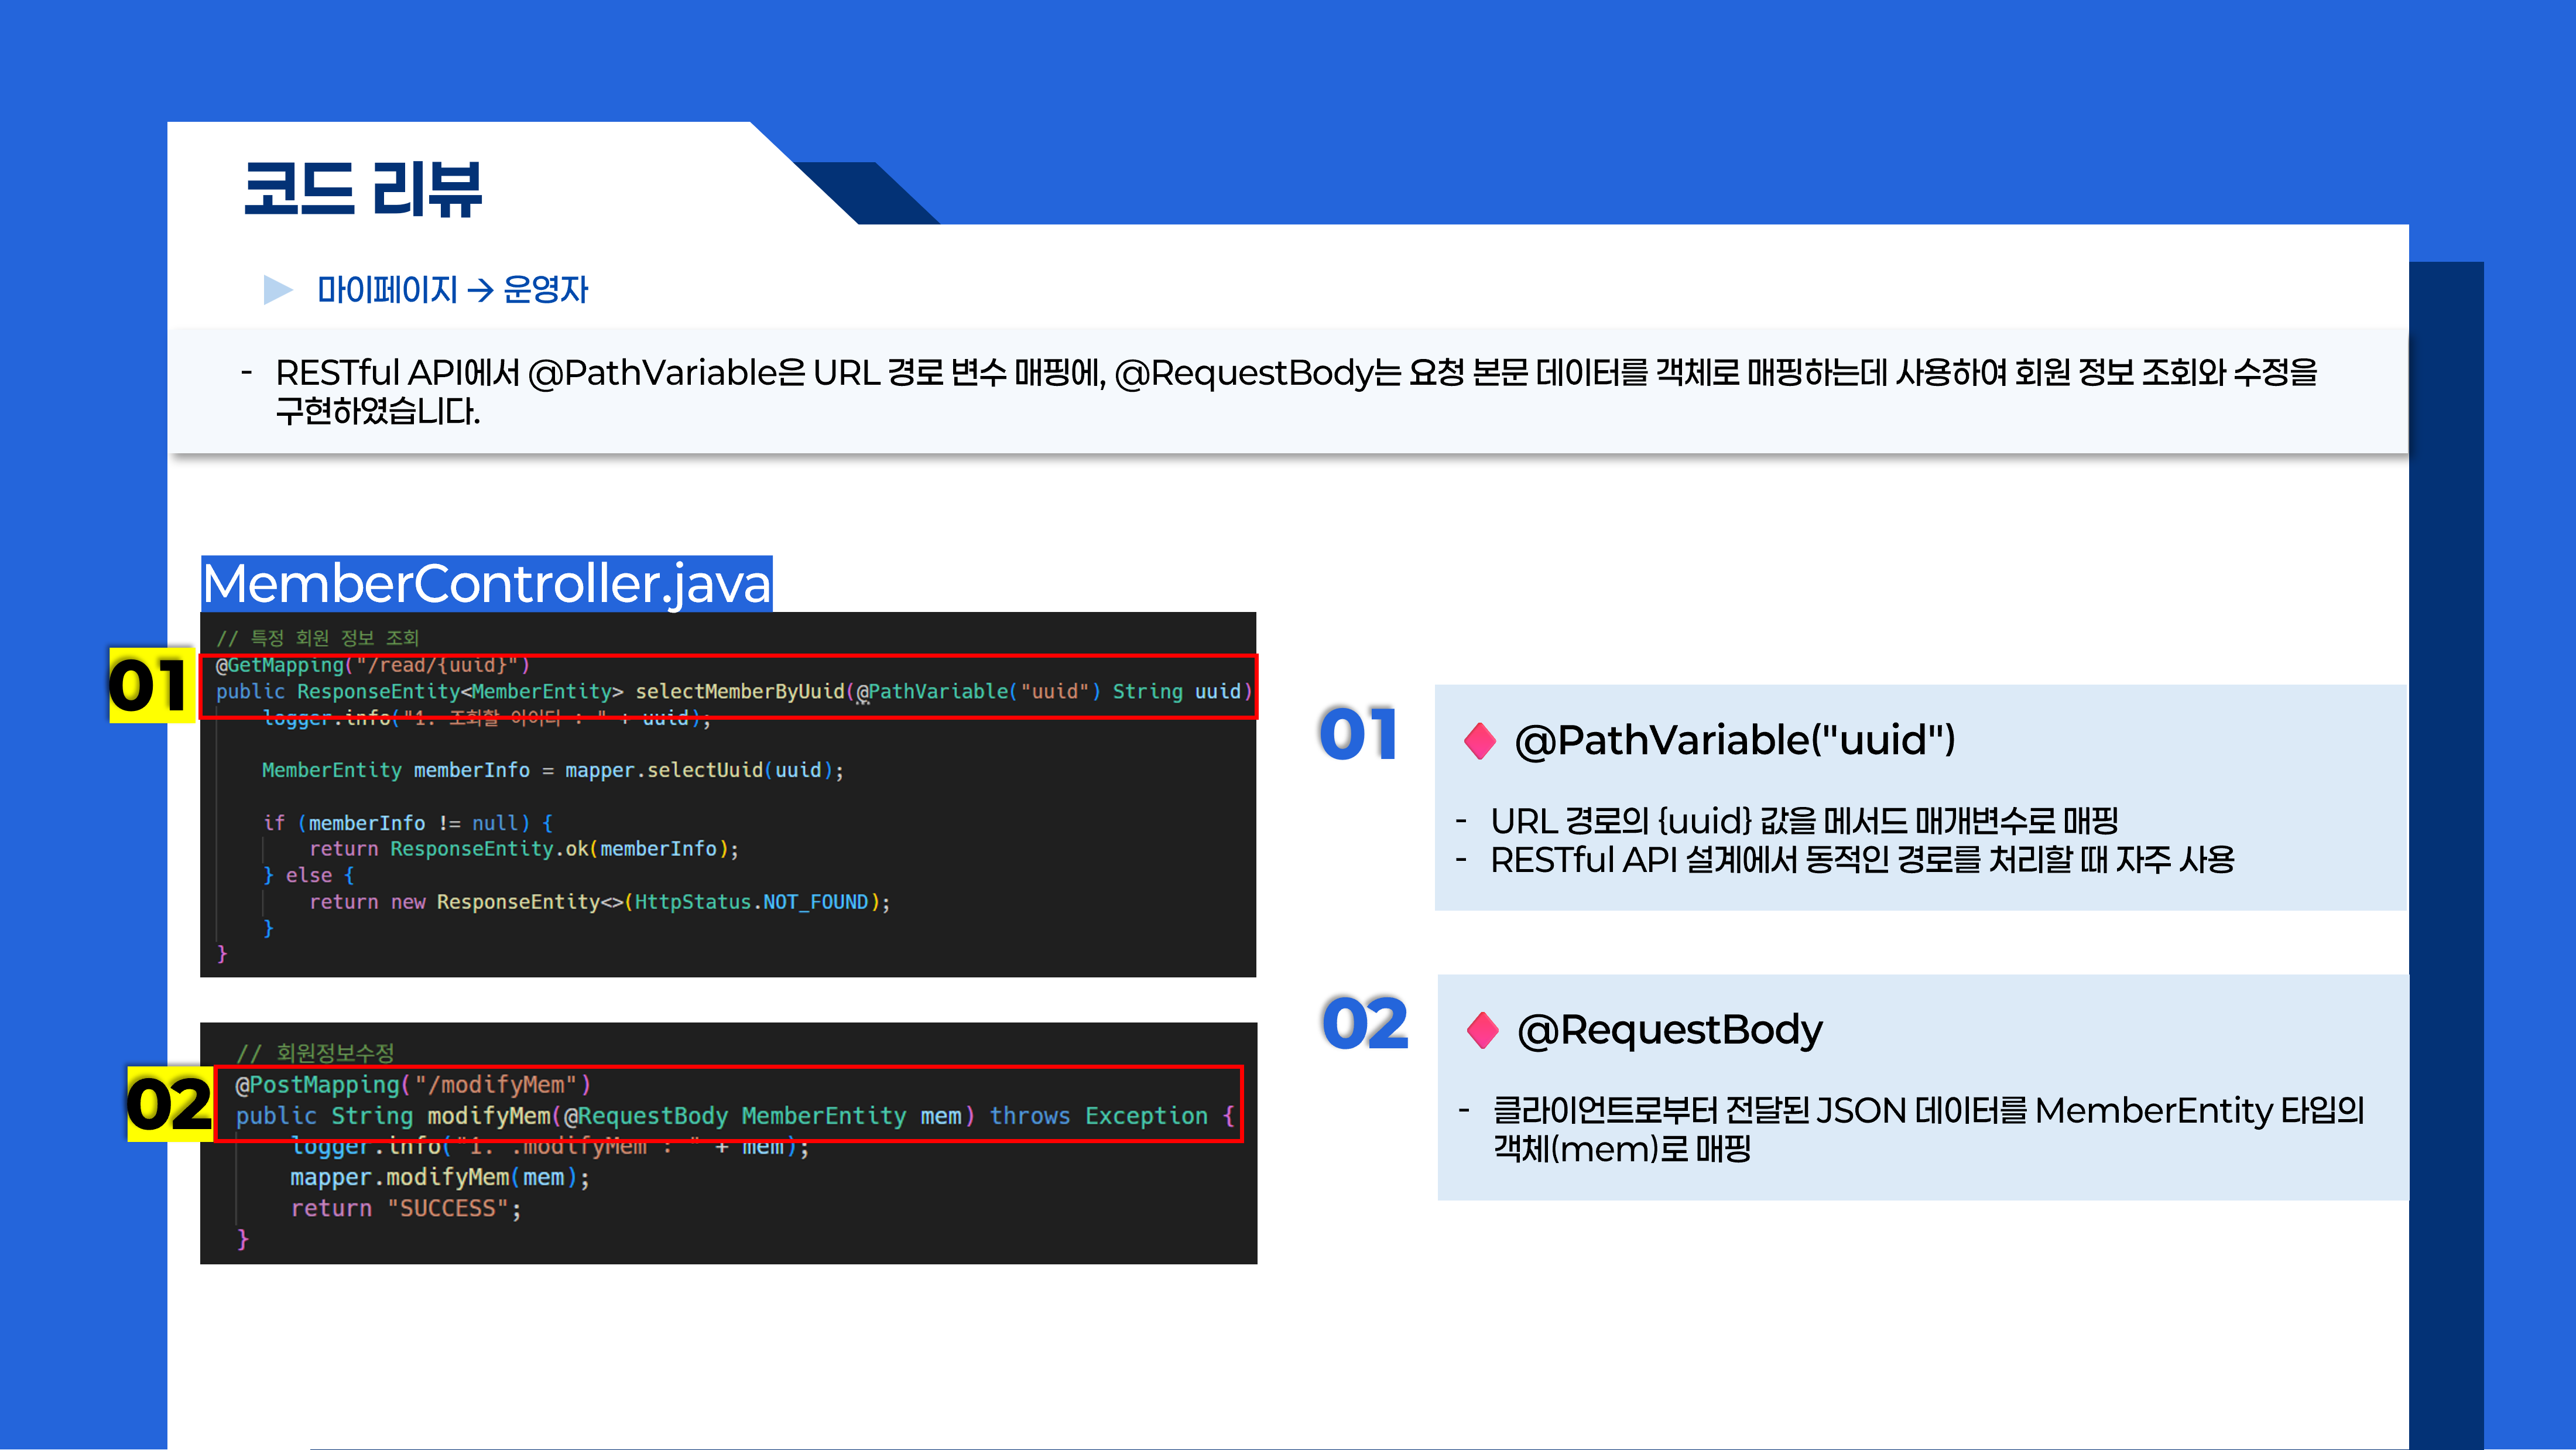 코드 리뷰
마이페이지 → 운영자
- RESTful API에서 @PathVariable은 URL 경로 변수 매핑에, @RequestBody는 요청 본문 데이터를 객체로 매핑하는데 사용하여 회원 정보 조회와 수정을
구현하였습니다.
MemberController.java
01
// 특정 회원 정보 조회
@GetMapping("/read/{uuid}")
public ResponseEntity<MemberEntity> selectMemberByUuid(@PathVariable("uuid") String uuid)
logger.info("1. 조회할 아이디 : " + uuid);
MemberEntity memberInfo = mapper.selectUuid(uuid);
if (memberInfo != null) {
return ResponseEntity.ok(memberInfo);
} else {
return new ResponseEntity<>(HttpStatus.NOT_FOUND);
}
}
02
// 회원정보수정
@PostMapping("/modifyMem")
public String modifyMem(@RequestBody MemberEntity mem) throws Exception {
logger.info("1. .modifyMem : " + mem);
mapper.modifyMem(mem);
return "SUCCESS";
}
01
@PathVariable("uuid")
- URL 경로의 {uuid} 값을 메서드 매개변수로 매핑
- RESTful API 설계에서 동적인 경로를 처리할 때 자주 사용
02
@RequestBody
- 클라이언트로부터 전달된 JSON 데이터를 MemberEntity 타입의
객체(mem)로 매핑